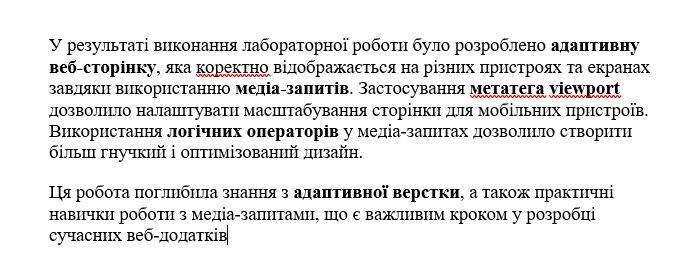 У результаті виконання лабораторної роботи було розроблено адаптивну
веб-сторінку, яка коректно відображається на різних пристроях та екранах
завдяки використанню медіа-запитів. Застосування метатега viewport
дозволило налаштувати масштабування сторінки для мобільних пристроїв.
Використання логічних операторів у медіа-запитах дозволило створити
більш гнучкий і оптимізований дизайн.
Ця робота поглибила знання з адаптивної верстки, а також практичні
навички роботи з медіа-запитами, що є важливим кроком у розробці
сучасних веб-додатків